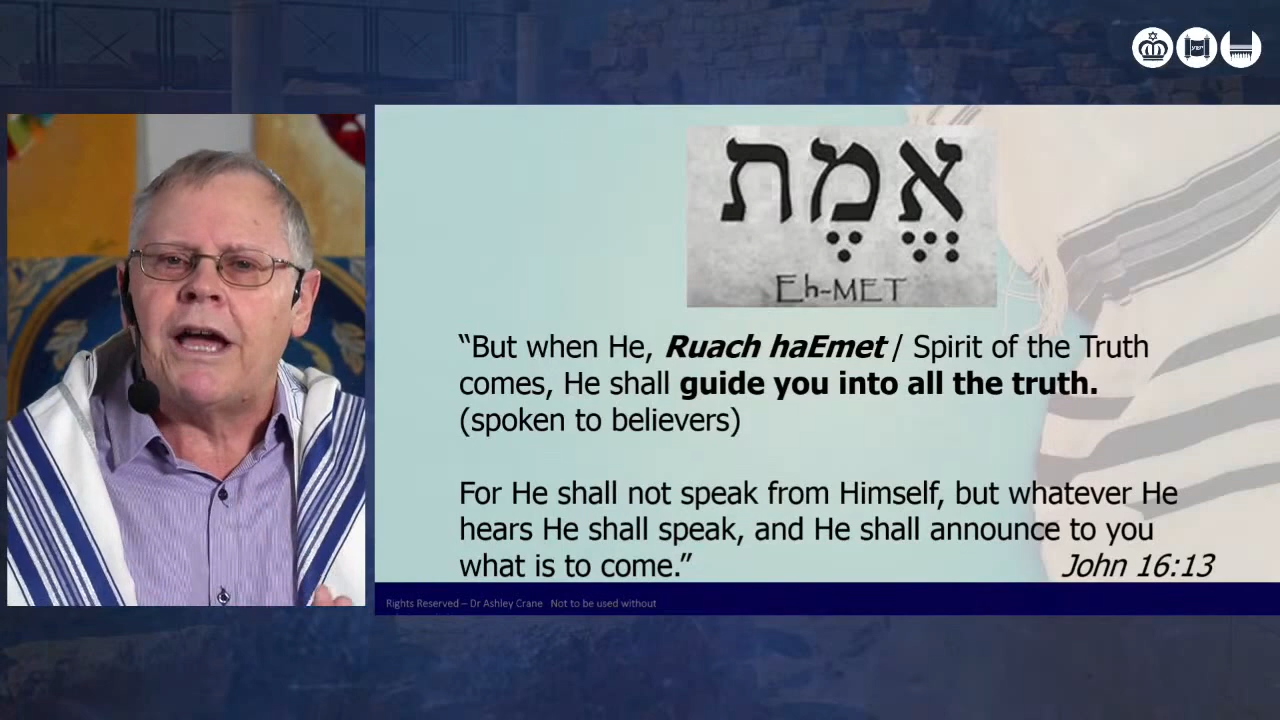 אֱמֶת
Eh-MET
“But when He, Ruach haEmet / Spirit of the Truth
comes, He shall guide you into all the truth.
(spoken to believers)
For He shall not speak from Himself, but whatever He
hears He shall speak, and He shall announce to you
what is to come.” John 16:13
Rights Reserved – Dr Ashley Crane Not to be used without